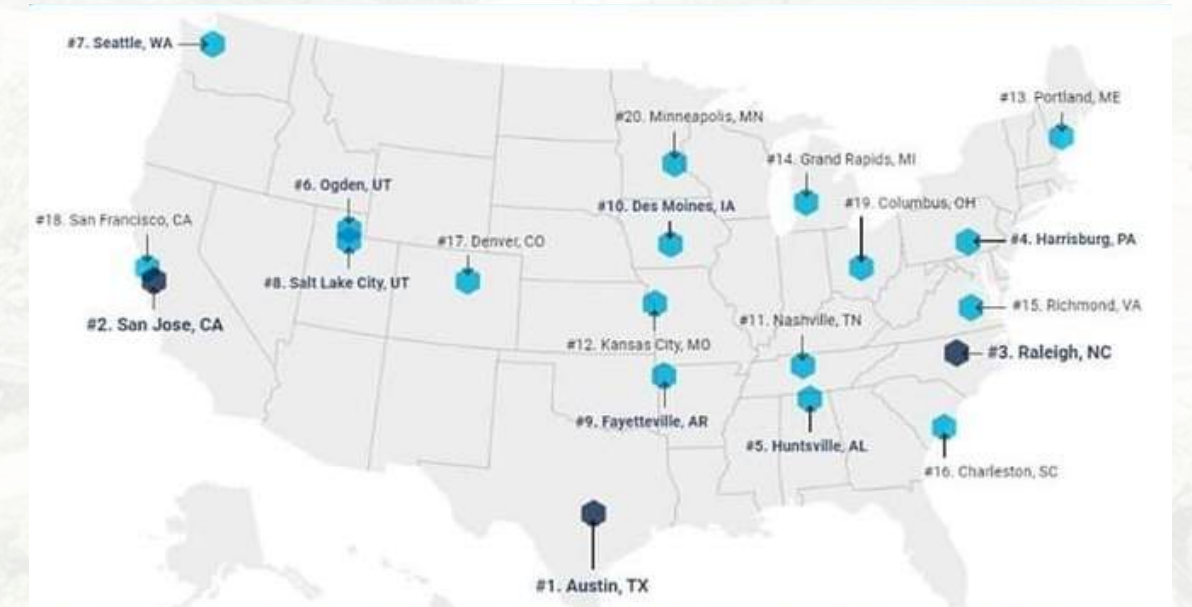 #7. Seattle, WA
#13. Portland, ME
#20. Minneapolis, MN
#14. Grand Rapids, MI
#6. Ogden, UT
#10. Des Moines, IA
#19. Columbus, OH
#18. San Francisco, CA
#17. Denver, CO
#4. Harrisburg, PA
#8. Salt Lake City, UT
#15. Richmond, VA
#2. San Jose, CA
#11. Nashville, TN
#12. Kansas City, MO
#3. Raleigh, NC
#9. Fayetteville, AR
#5. Huntsville, AL
#16. Charleston, SC
#1. Austin, TX